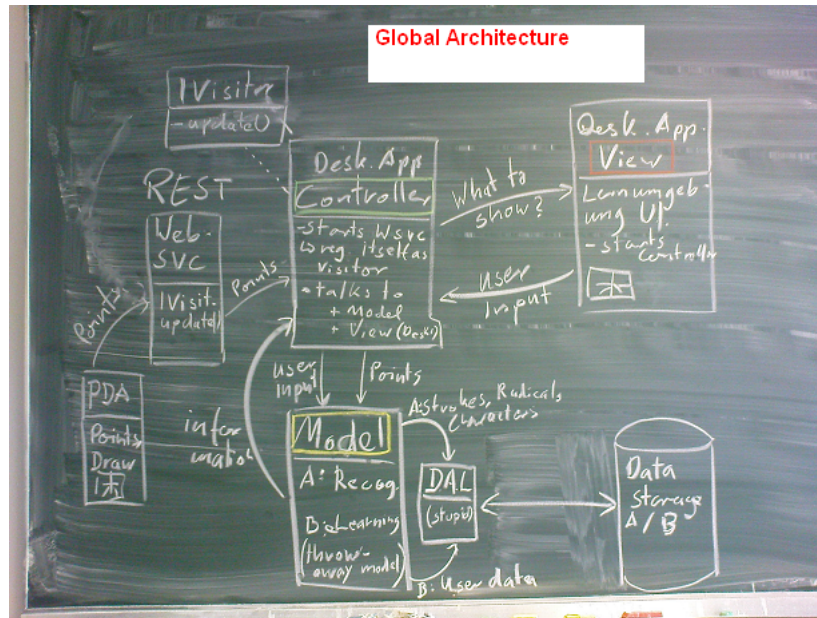 Global Architecture
IVisitor
- update()
REST
Web-
SVC
IVisit.
update()
Points
Points
PDA
Points
Draw
Desk. App
Controller
- starts Wsvc
reg. itself as
visitor
• talks to
+ Model
+ View (Desk.)
What to
show?
User
Input
Desk. App.
View
Lernumgeb-
ung UI
- starts
Controller
user
input
Points
infor
mation
Model
A: Recog.
B: eLearning
(throw-
away model)
A: Strokes, Radicals,
Characters
DAL
(stupid)
B: User data
Data
storage
A / B